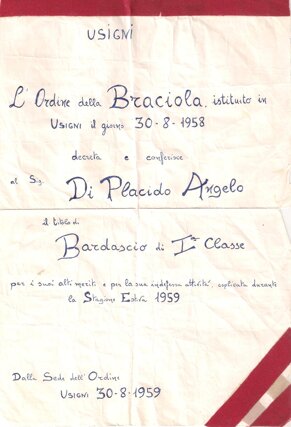 USIGNI
L'Ordine della Braciola, istituito in
USIGNI il giorno 30-8-1958
decreta e conferisce
al Sig. Di Placido Angelo
il titolo di
Bardascio di Iª Classe
per i suoi alti meriti e per la sua indefessa attività, esplicata durante
la Stagione Estiva 1959
Dalla Sede dell'Ordine
USIGNI 30-8-1959